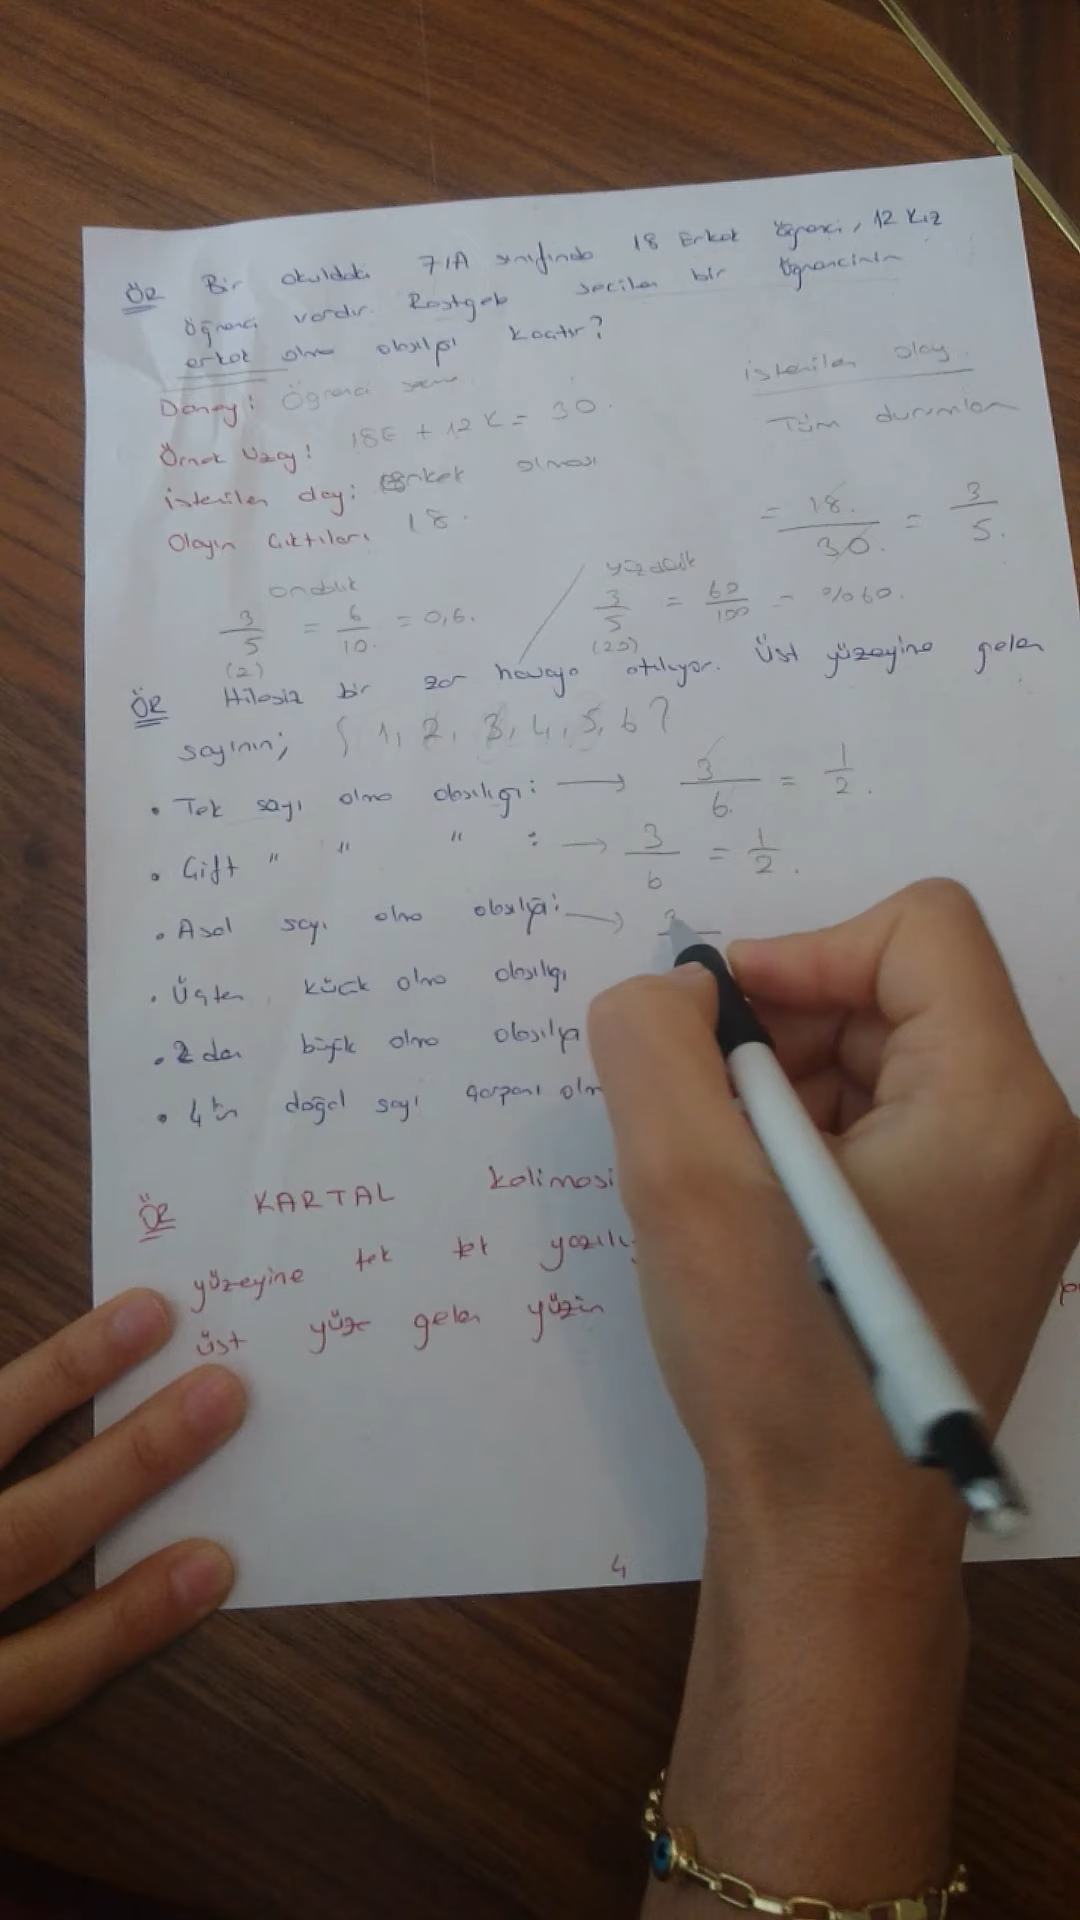 ÖR Bir okuldaki 7/A sınıfında 18 Erkek öğrenci, 12 Kız
öğrenci vardır. Rastgele seçilen bir öğrencinin
erkek olma olasılığı kaçtır?
Deney: Öğrenci seçme
istenilen olay
Tüm durumlar
Örnek Uzay: 18E + 12K = 30.
istenilen olay: erkek olması
Olayın Çıktıları 18.
= 18/30 = 3/5.
ondalık
3/5 = 6/10 = 0,6.
(2)
yüzdelik
3/5 = 60/100 = %60.
(20)
ÖR Hilesiz bir zar havaya atılıyor. Üst yüzeyine gelen
sayının; { 1, 2, 3, 4, 5, 6 }
• Tek sayı olma olasılığı: → 3/6 = 1/2.
• Çift " " " : → 3/6 = 1/2.
• Asal sayı olma olasılığı: →
• Üçten küçük olma olasılığı
• 2 den büyük olma olasılığı
• 4'ün doğal sayı çarpanı olm
ÖR KARTAL kelimesi
yüzeyine tek tek yazılı
üst yüze gelen yüzün
4